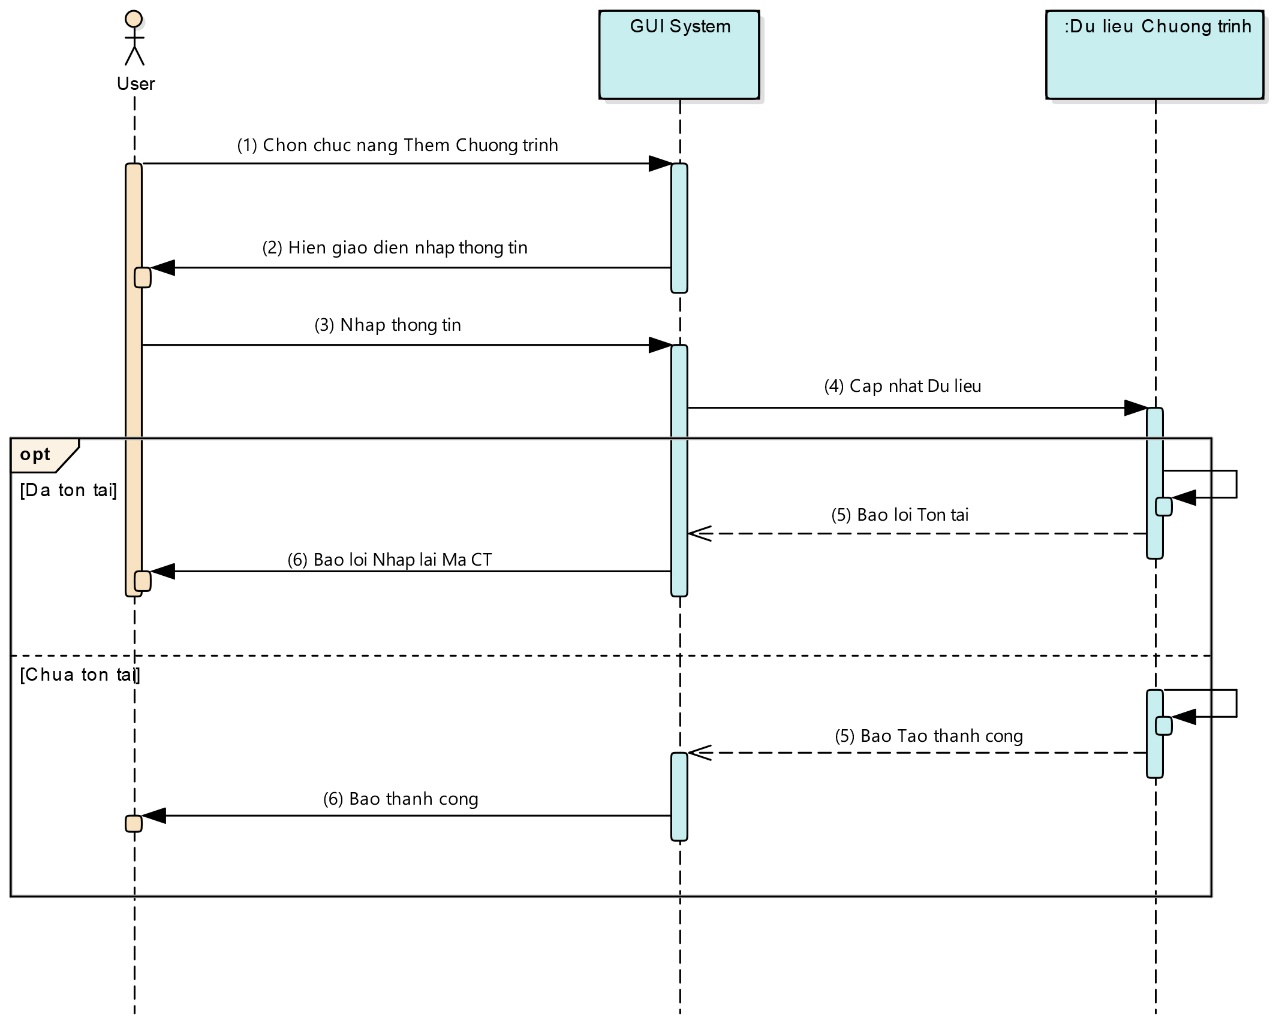 User
GUI System
:Du lieu Chuong trinh
(1) Chon chuc nang Them Chuong trinh
(2) Hien giao dien nhap thong tin
(3) Nhap thong tin
(4) Cap nhat Du lieu
opt
[Da ton tai]
(5) Bao loi Ton tai
(6) Bao loi Nhap lai Ma CT
[Chua ton tai]
(5) Bao Tao thanh cong
(6) Bao thanh cong